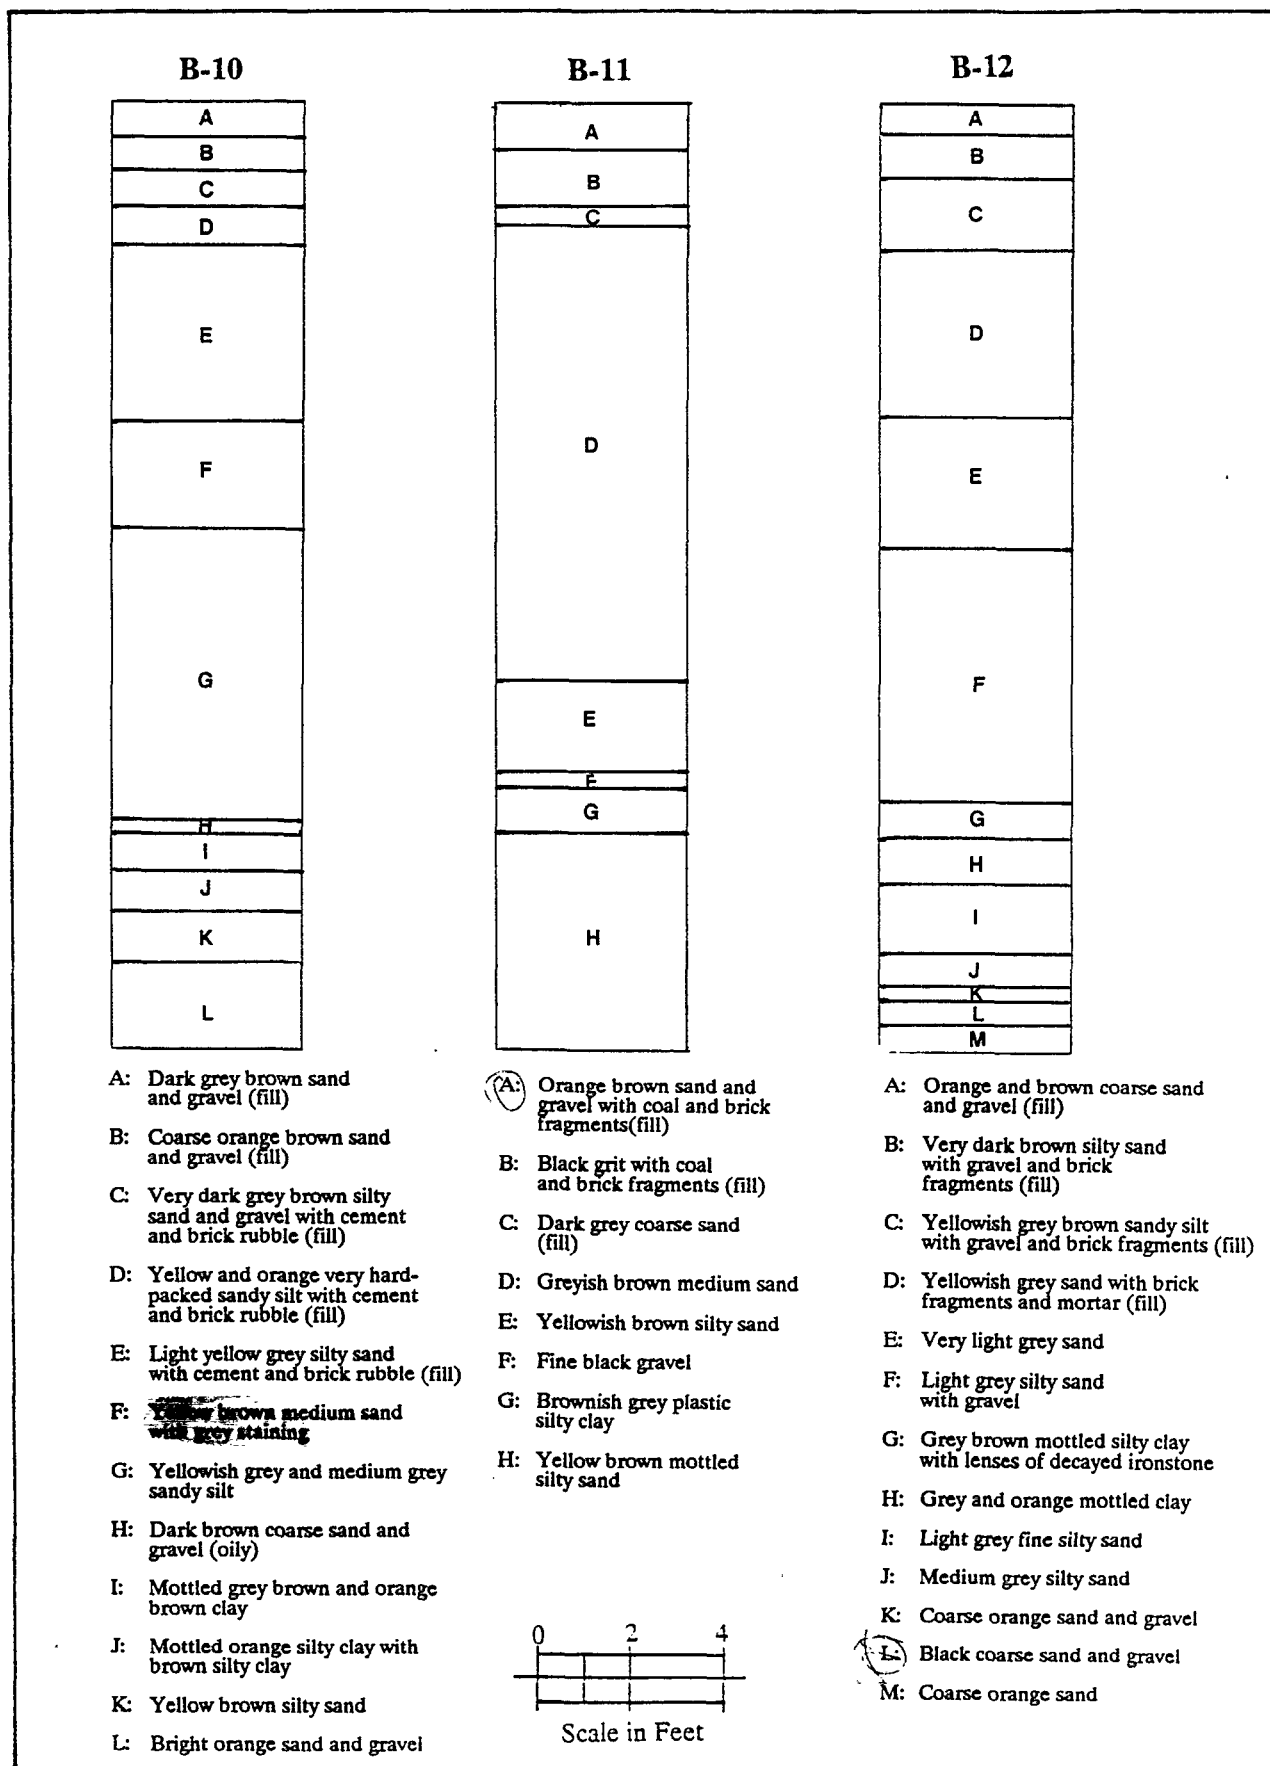 B-10
A
B
C
D
E
F
G
H
I
J
K
L
A: Dark grey brown sand
and gravel (fill)
B: Coarse orange brown sand
and gravel (fill)
C: Very dark grey brown silty
sand and gravel with cement
and brick rubble (fill)
D: Yellow and orange very hard-
packed sandy silt with cement
and brick rubble (fill)
E: Light yellow grey silty sand
with cement and brick rubble (fill)
F: Yellow brown medium sand
with grey staining
G: Yellowish grey and medium grey
sandy silt
H: Dark brown coarse sand and
gravel (oily)
I: Mottled grey brown and orange
brown clay
J: Mottled orange silty clay with
brown silty clay
K: Yellow brown silty sand
L: Bright orange sand and gravel
B-11
A
B
C
D
E
F
G
H
A: Orange brown sand and
gravel with coal and brick
fragments(fill)
B: Black grit with coal
and brick fragments (fill)
C: Dark grey coarse sand
(fill)
D: Greyish brown medium sand
E: Yellowish brown silty sand
F: Fine black gravel
G: Brownish grey plastic
silty clay
H: Yellow brown mottled
silty sand
0 2 4
Scale in Feet
B-12
A
B
C
D
E
F
G
H
I
J
K
L
M
A: Orange and brown coarse sand
and gravel (fill)
B: Very dark brown silty sand
with gravel and brick
fragments (fill)
C: Yellowish grey brown sandy silt
with gravel and brick fragments (fill)
D: Yellowish grey sand with brick
fragments and mortar (fill)
E: Very light grey sand
F: Light grey silty sand
with gravel
G: Grey brown mottled silty clay
with lenses of decayed ironstone
H: Grey and orange mottled clay
I: Light grey fine silty sand
J: Medium grey silty sand
K: Coarse orange sand and gravel
L: Black coarse sand and gravel
M: Coarse orange sand